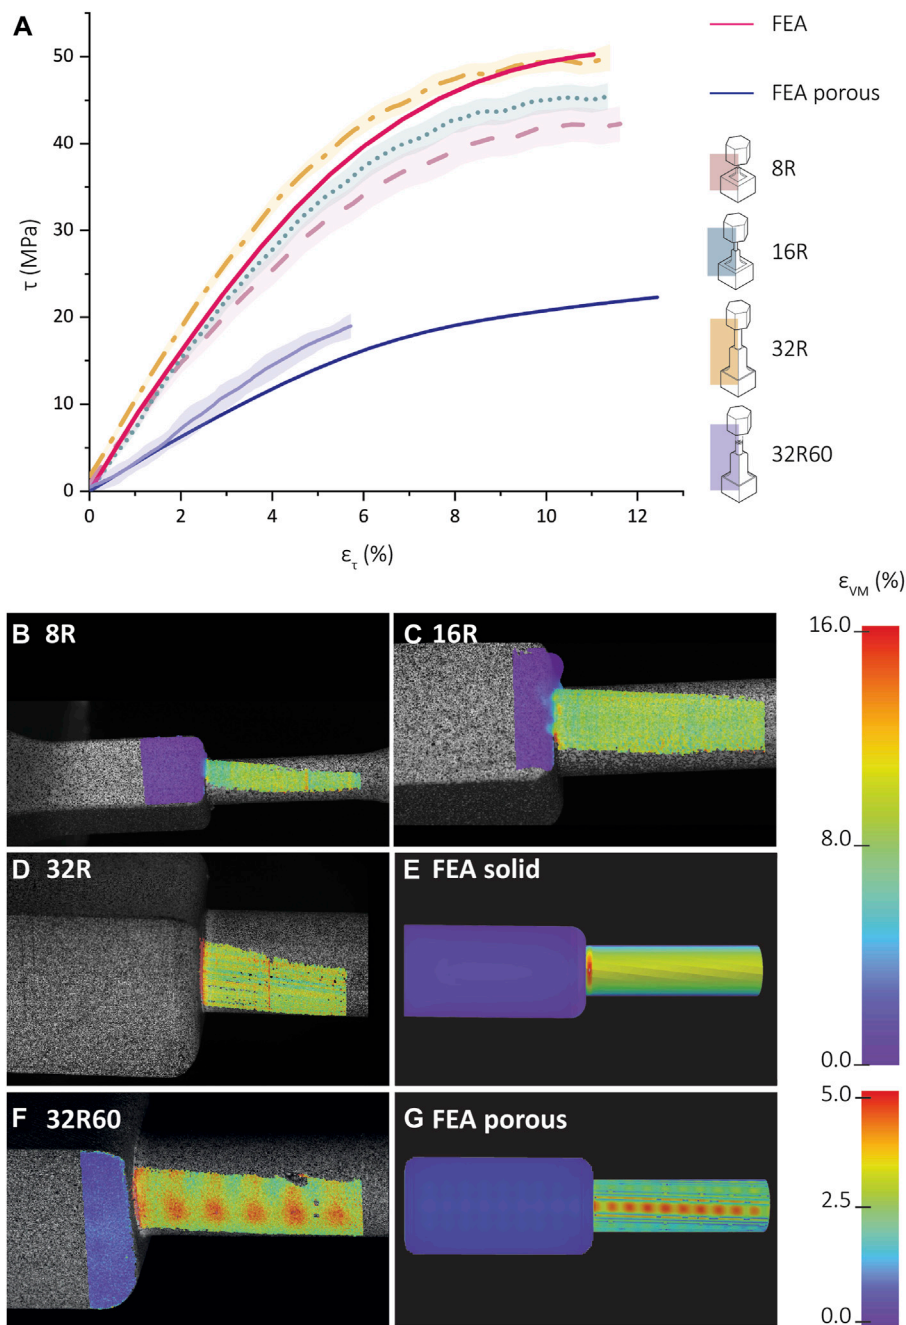 A
50
40
30
20
10
0
τ (MPa)
0 2 4 6 8 10 12
ε_τ (%)
FEA
FEA porous
8R
16R
32R
32R60
B 8R
C 16R
D 32R
E FEA solid
F 32R60
G FEA porous
ε_VM (%)
16.0
8.0
0.0
5.0
2.5
0.0